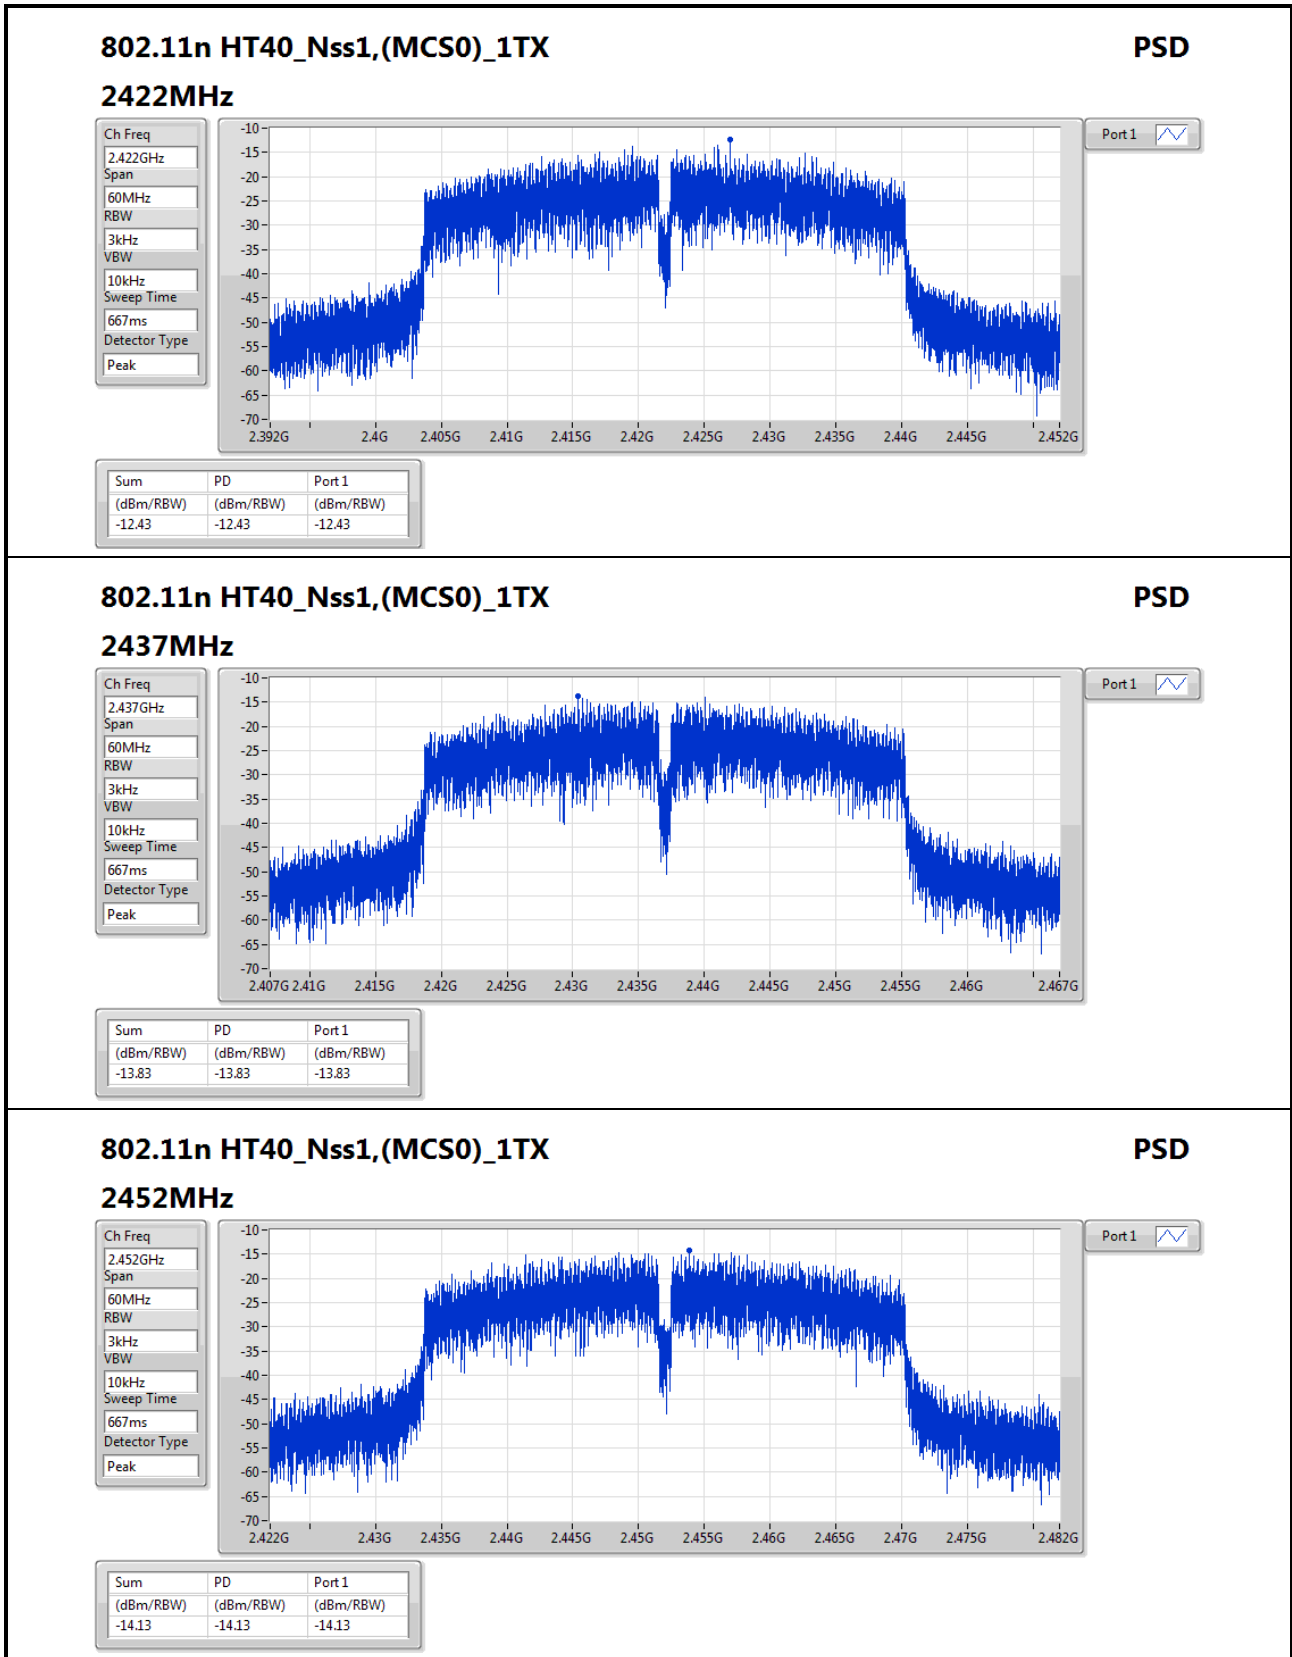 802.11n HT40_Nss1,(MCS0)_1TX PSD
2422MHz
Ch Freq
2.422GHz
Span
60MHz
RBW
3kHz
VBW
10kHz
Sweep Time
667ms
Detector Type
Peak
-10
-15
-20
-25
-30
-35
-40
-45
-50
-55
-60
-65
-70
2.392G 2.4G 2.405G 2.41G 2.415G 2.42G 2.425G 2.43G 2.435G 2.44G 2.445G 2.452G
Port 1
Sum PD Port 1
(dBm/RBW) (dBm/RBW) (dBm/RBW)
-12.43 -12.43 -12.43
802.11n HT40_Nss1,(MCS0)_1TX PSD
2437MHz
Ch Freq
2.437GHz
Span
60MHz
RBW
3kHz
VBW
10kHz
Sweep Time
667ms
Detector Type
Peak
-10
-15
-20
-25
-30
-35
-40
-45
-50
-55
-60
-65
-70
2.407G 2.41G 2.415G 2.42G 2.425G 2.43G 2.435G 2.44G 2.445G 2.45G 2.455G 2.46G 2.467G
Port 1
Sum PD Port 1
(dBm/RBW) (dBm/RBW) (dBm/RBW)
-13.83 -13.83 -13.83
802.11n HT40_Nss1,(MCS0)_1TX PSD
2452MHz
Ch Freq
2.452GHz
Span
60MHz
RBW
3kHz
VBW
10kHz
Sweep Time
667ms
Detector Type
Peak
-10
-15
-20
-25
-30
-35
-40
-45
-50
-55
-60
-65
-70
2.422G 2.43G 2.435G 2.44G 2.445G 2.45G 2.455G 2.46G 2.465G 2.47G 2.475G 2.482G
Port 1
Sum PD Port 1
(dBm/RBW) (dBm/RBW) (dBm/RBW)
-14.13 -14.13 -14.13